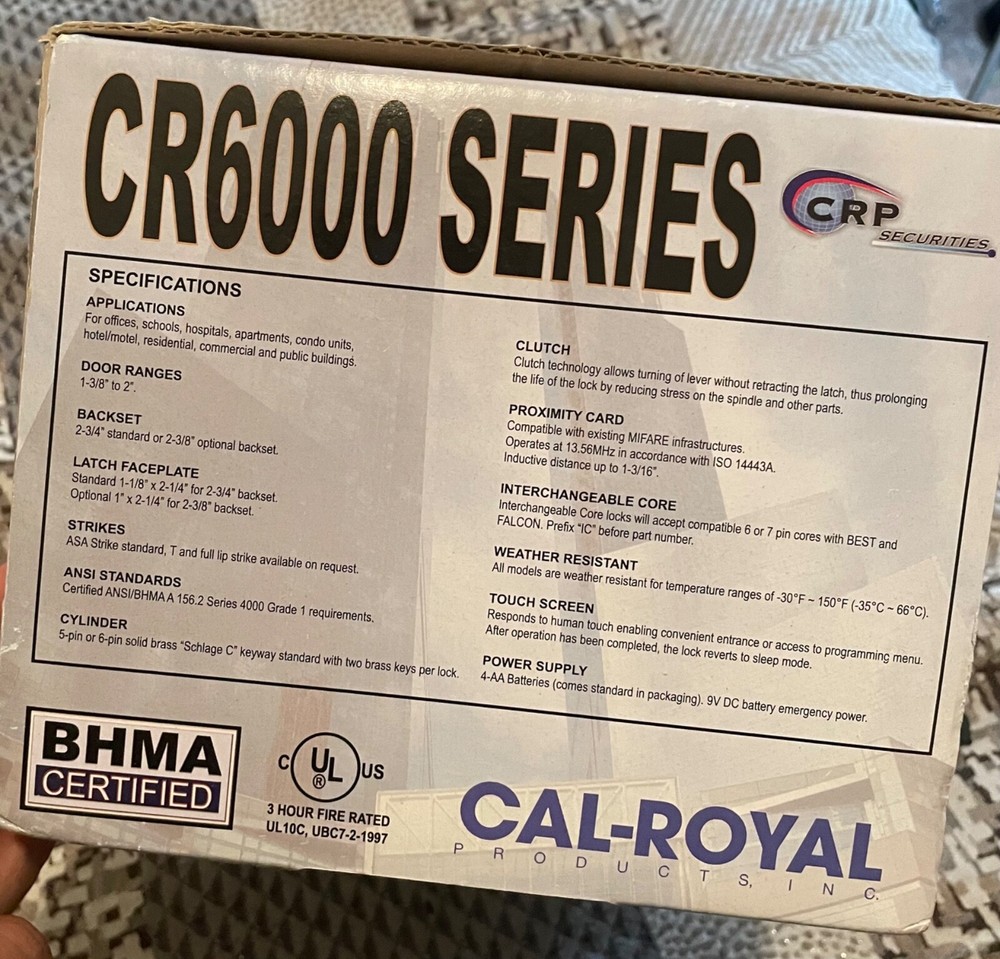 CR6000 SERIES
CRP
SECURITIES
SPECIFICATIONS
APPLICATIONS
For offices, schools, hospitals, apartments, condo units,
hotel/motel, residential, commercial and public buildings.
DOOR RANGES
1-3/8" to 2".
BACKSET
2-3/4" standard or 2-3/8" optional backset.
LATCH FACEPLATE
Standard 1-1/8" x 2-1/4" for 2-3/4" backset.
Optional 1" x 2-1/4" for 2-3/8" backset.
STRIKES
ASA Strike standard, T and full lip strike available on request.
ANSI STANDARDS
Certified ANSI/BHMA A 156.2 Series 4000 Grade 1 requirements.
CYLINDER
5-pin or 6-pin solid brass "Schlage C" keyway standard with two brass keys per lock.
CLUTCH
Clutch technology allows turning of lever without retracting the latch, thus prolonging
the life of the lock by reducing stress on the spindle and other parts.
PROXIMITY CARD
Compatible with existing MIFARE infrastructures.
Operates at 13.56MHz in accordance with ISO 14443A.
Inductive distance up to 1-3/16".
INTERCHANGEABLE CORE
Interchangeable Core locks will accept compatible 6 or 7 pin cores with BEST and
FALCON. Prefix "IC" before part number.
WEATHER RESISTANT
All models are weather resistant for temperature ranges of -30°F ~ 150°F (-35°C ~ 66°C).
TOUCH SCREEN
Responds to human touch enabling convenient entrance or access to programming menu.
After operation has been completed, the lock reverts to sleep mode.
POWER SUPPLY
4-AA Batteries (comes standard in packaging). 9V DC battery emergency power.
BHMA
CERTIFIED
C UL ® US
3 HOUR FIRE RATED
UL10C, UBC7-2-1997
CAL-ROYAL
PRODUCTS, INC.